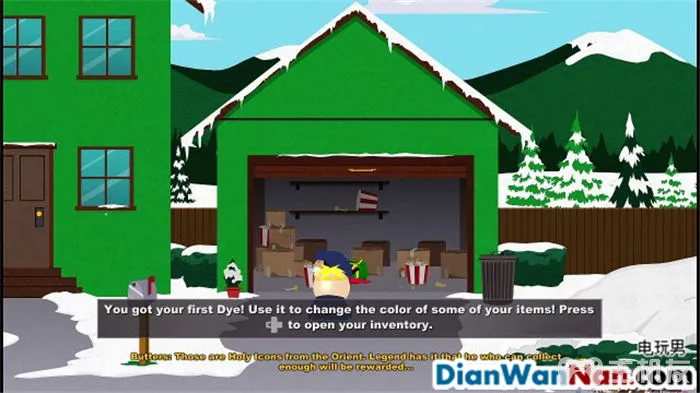 You got your first Dye! Use it to change the color of some of your items! Press
to open your inventory.
Butters: Those are Holy Icons from the Orient. Legend has it that he who can collect
enough will be rewarded...
电玩男
DianWanNan.com